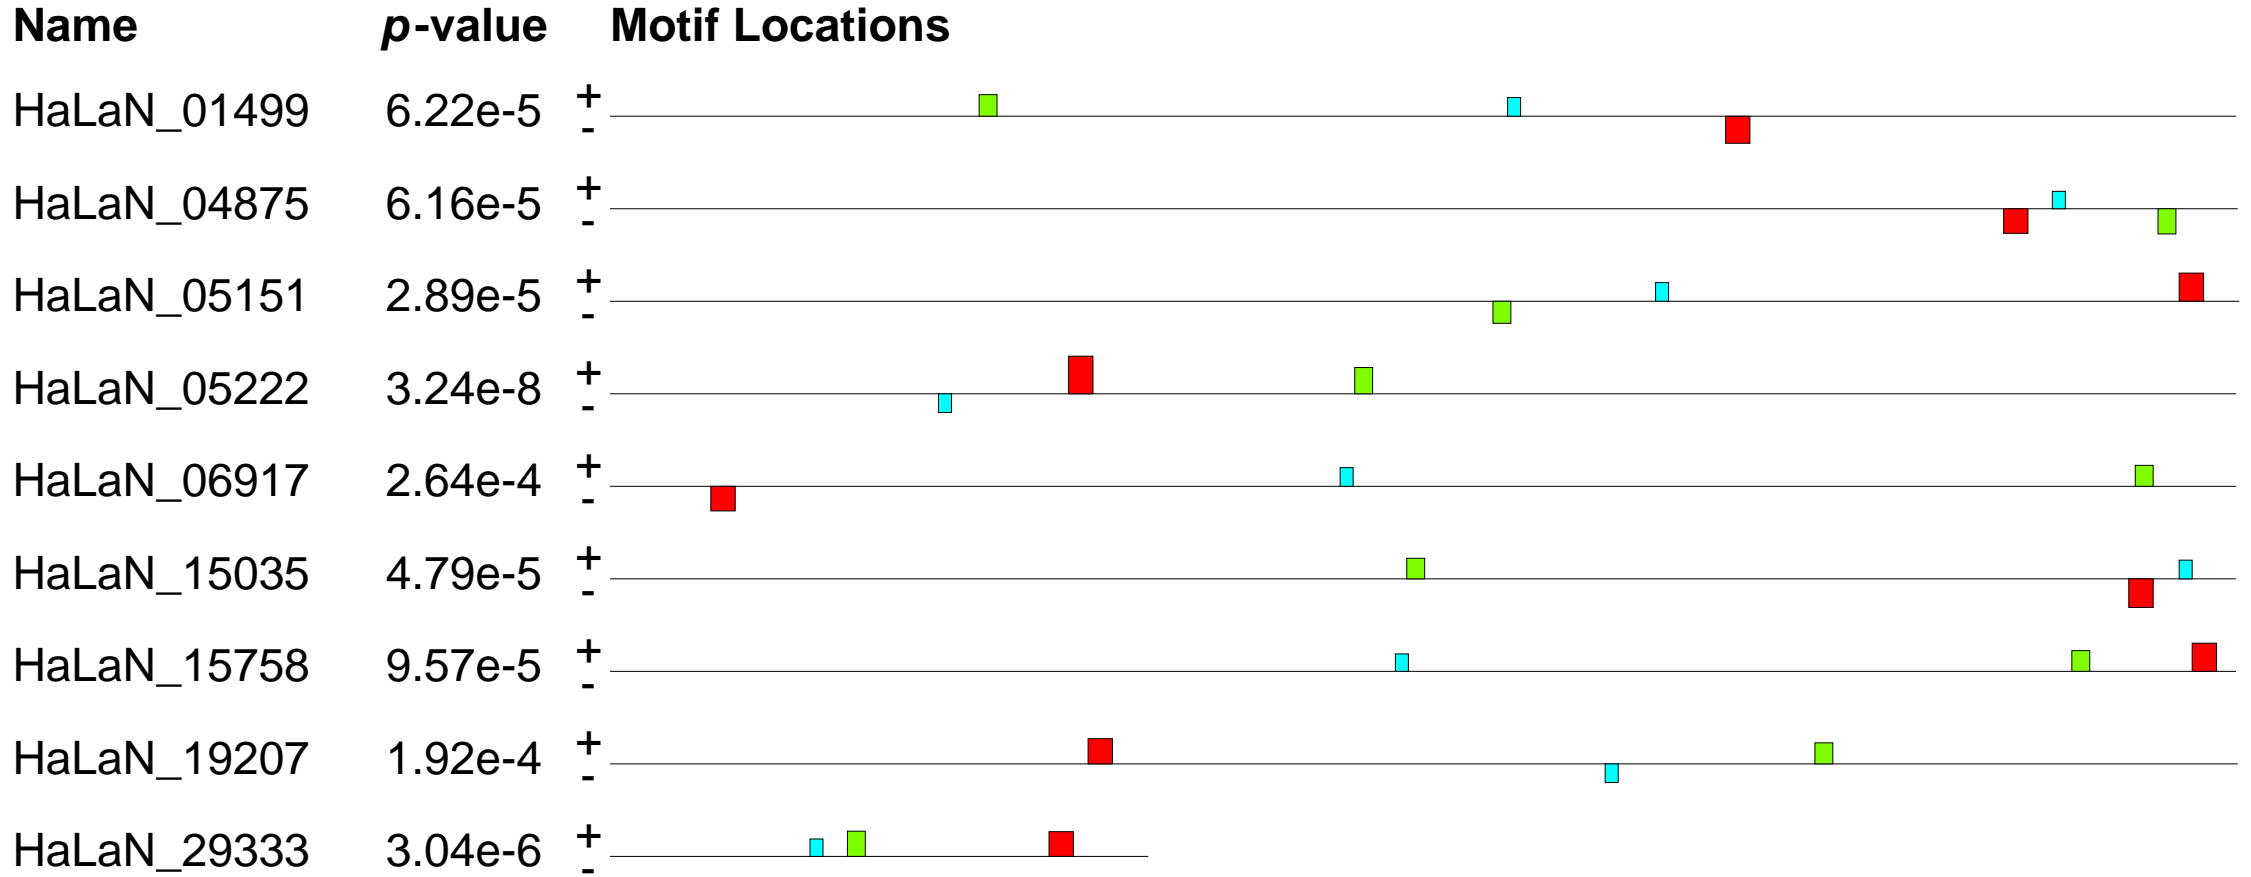 Name p-value Motif Locations
HaLaN_01499 6.22e-5 +
-
HaLaN_04875 6.16e-5 +
-
HaLaN_05151 2.89e-5 +
-
HaLaN_05222 3.24e-8 +
-
HaLaN_06917 2.64e-4 +
-
HaLaN_15035 4.79e-5 +
-
HaLaN_15758 9.57e-5 +
-
HaLaN_19207 1.92e-4 +
-
HaLaN_29333 3.04e-6 +
-